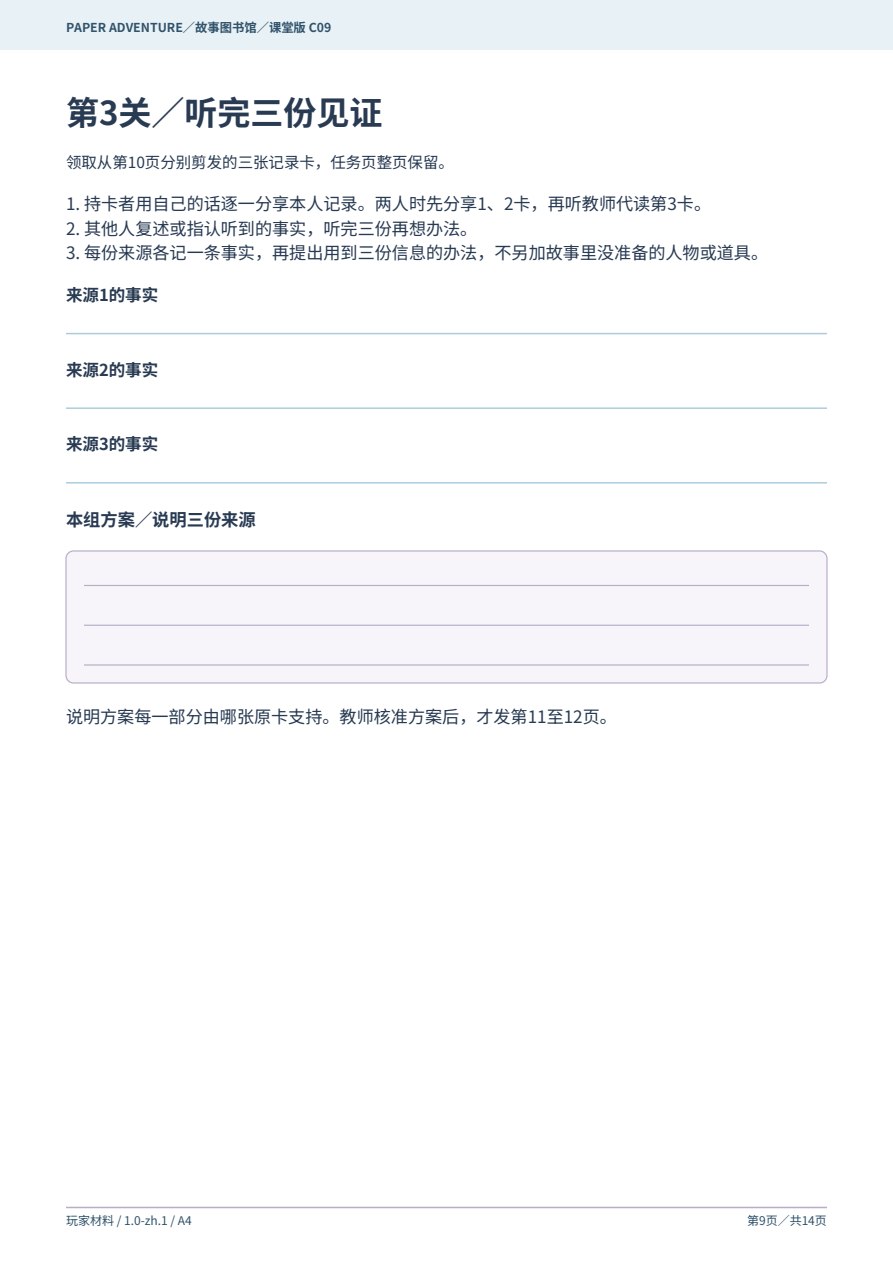 PAPER ADVENTURE／故事图书馆／课堂版 C09
第3关／听完三份见证
领取从第10页分别剪发的三张记录卡，任务页整页保留。
1. 持卡者用自己的话逐一分享本人记录。两人时先分享1、2卡，再听教师代读第3卡。
2. 其他人复述或指认听到的事实，听完三份再想办法。
3. 每份来源各记一条事实，再提出用到三份信息的办法，不另加故事里没准备的人物或道具。
来源1的事实
来源2的事实
来源3的事实
本组方案／说明三份来源
说明方案每一部分由哪张原卡支持。教师核准方案后，才发第11至12页。
玩家材料 / 1.0-zh.1 / A4
第9页／共14页